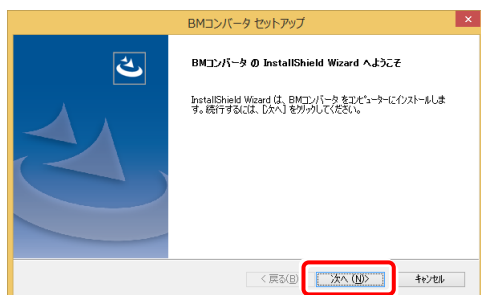 BMコンバータ セットアップ
BMコンバータ の InstallShield Wizard へようこそ
InstallShield Wizard は、BMコンバータ をコンピューターにインストールしま
す。続行するには、[次へ] をクリックしてください。
< 戻る(B) 次へ (N)> キャンセル